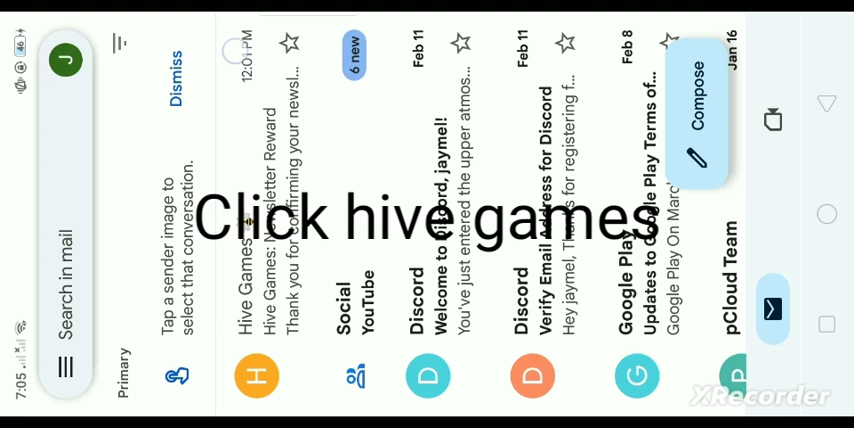 7:05
46
Search in mail
J
Primary
Tap a sender image to
select that conversation.
Dismiss
H
Hive Games 🐝
12:01 PM
Hive Games: Newsletter Reward
Thank you for confirming your newsl...
Social
6 new
YouTube
D
Discord
Feb 11
Welcome to Discord, jaymel!
You've just entered the upper atmos...
D
Discord
Feb 11
Verify Email Address for Discord
Hey jaymel, Thanks for registering f...
G
Google Play
Feb 8
Updates to Google Play Terms of...
Google Play On Marc
P
pCloud Team
Jan 16
Compose
Click hive games
XRecorder